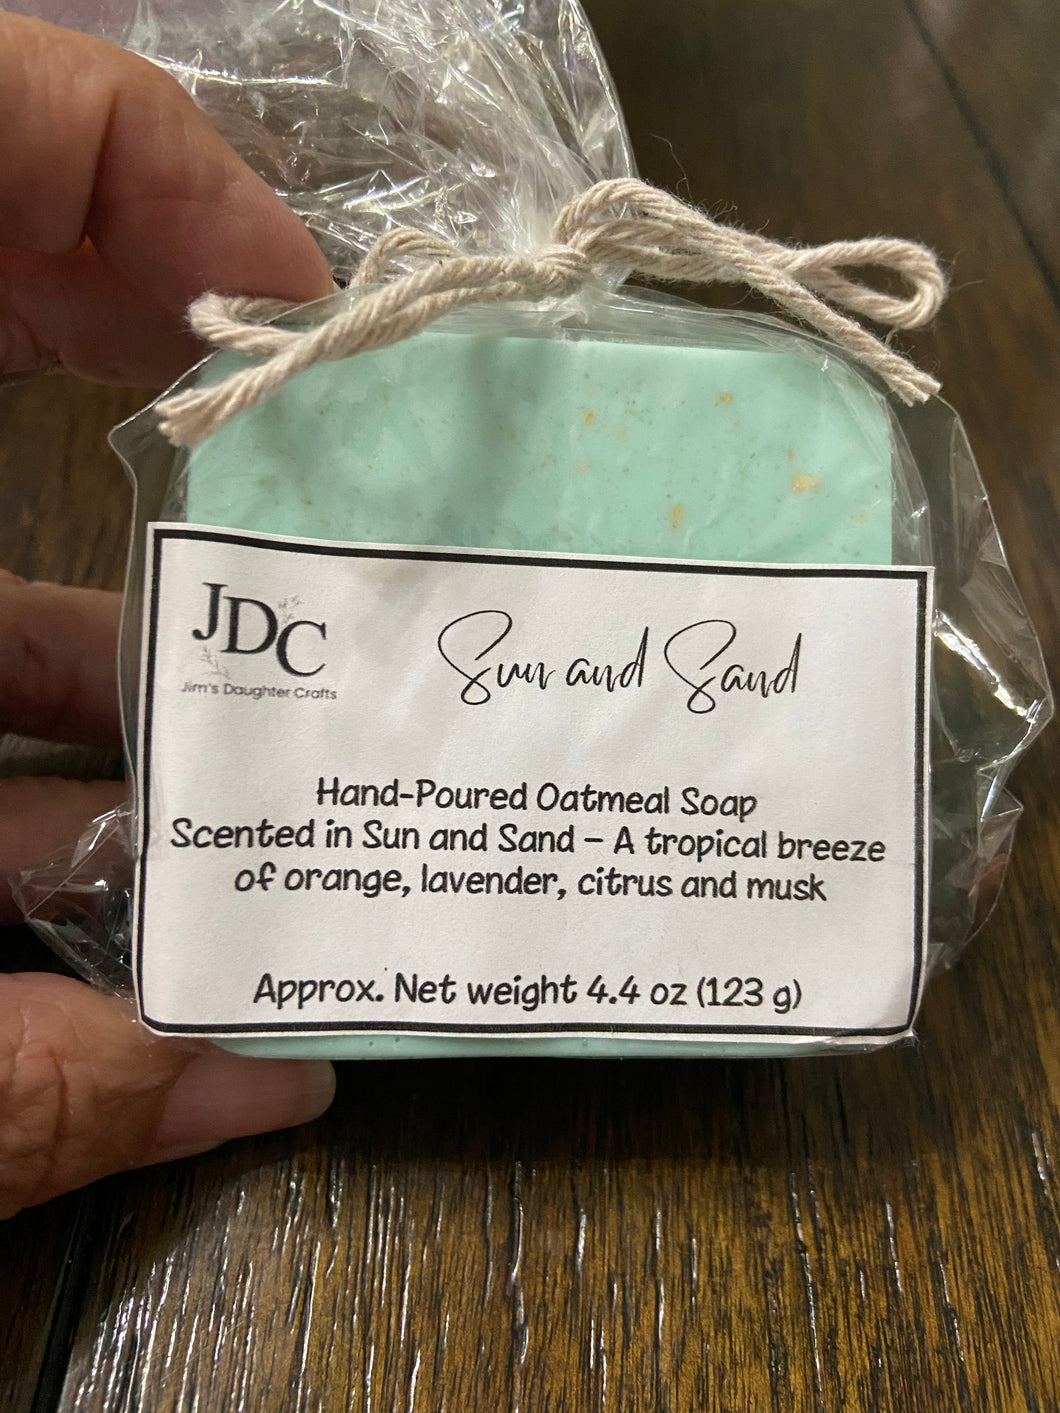 JDC
Jim's Daughter Crafts
Sun and Sand
Hand-Poured Oatmeal Soap
Scented in Sun and Sand – A tropical breeze
of orange, lavender, citrus and musk
Approx. Net weight 4.4 oz (123 g)